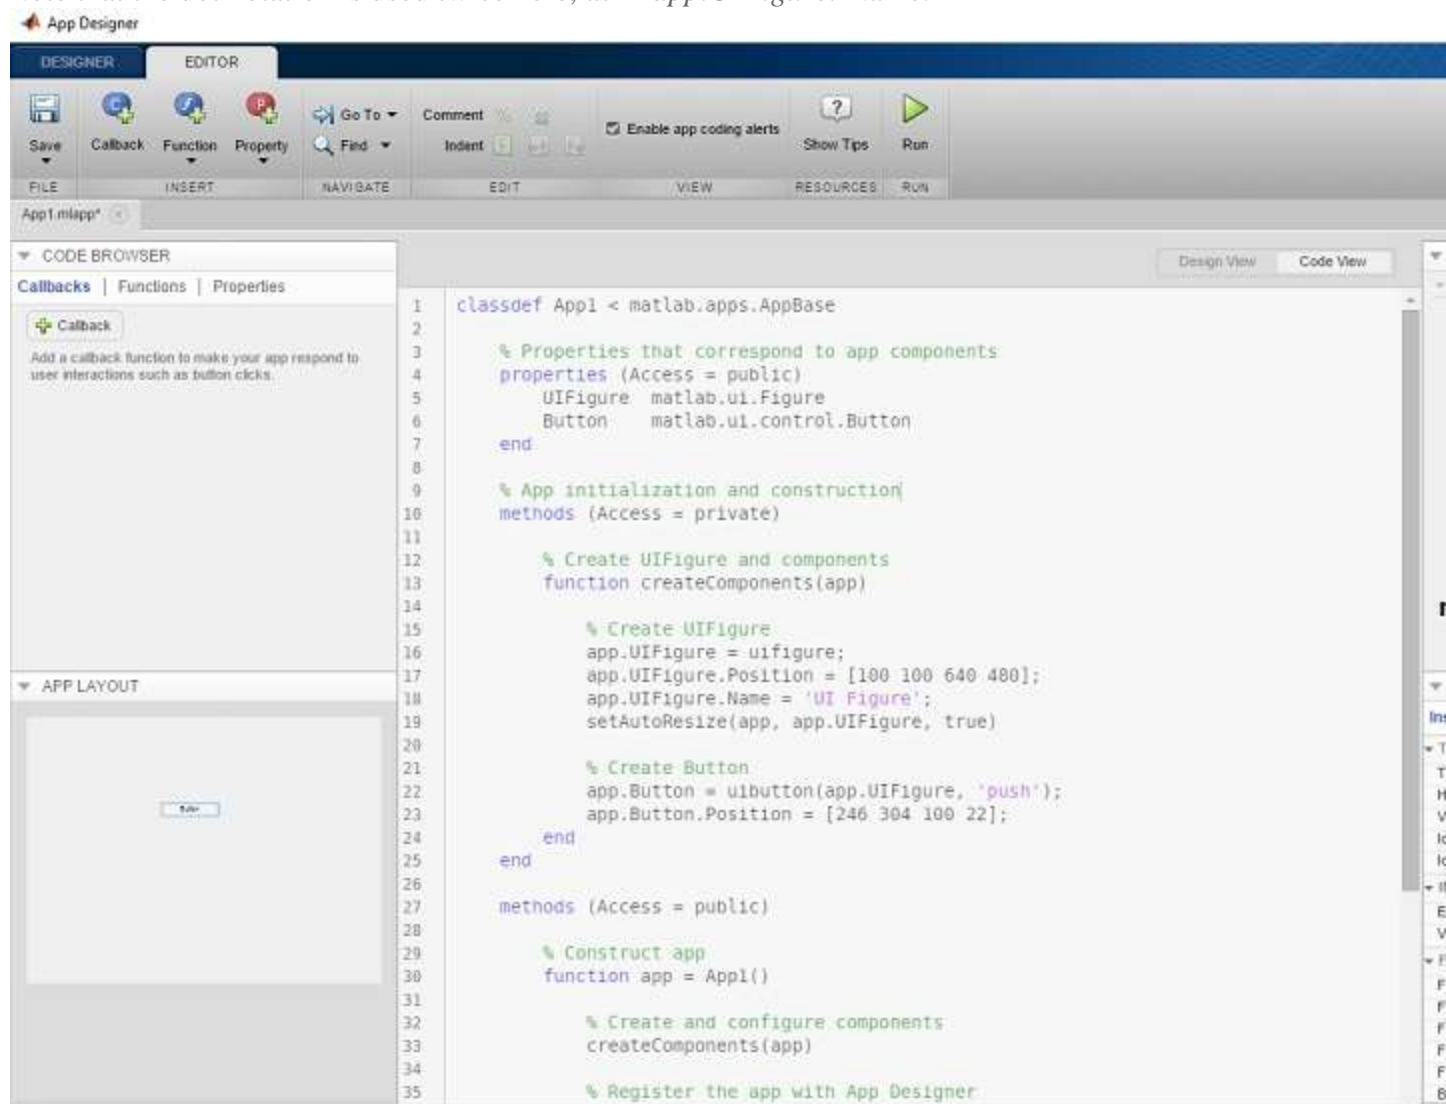 App Designer
DESIGNER EDITOR
Save Callback Function Property Go To Find Comment Indent Enable app coding alerts Show Tips Run
FILE INSERT NAVIGATE EDIT VIEW RESOURCES RUN
App1.mlapp*
CODE BROWSER
Callbacks | Functions | Properties
Callback
Add a callback function to make your app respond to
user interactions such as button clicks.
APP LAYOUT
Button
Design View Code View
1 classdef App1 < matlab.apps.AppBase
2
3 % Properties that correspond to app components
4 properties (Access = public)
5 UIFigure matlab.ui.Figure
6 Button matlab.ui.control.Button
7 end
8
9 % App initialization and construction
10 methods (Access = private)
11
12 % Create UIFigure and components
13 function createComponents(app)
14
15 % Create UIFigure
16 app.UIFigure = uifigure;
17 app.UIFigure.Position = [100 100 640 480];
18 app.UIFigure.Name = 'UI Figure';
19 setAutoResize(app, app.UIFigure, true)
20
21 % Create Button
22 app.Button = uibutton(app.UIFigure, 'push');
23 app.Button.Position = [246 304 100 22];
24 end
25 end
26
27 methods (Access = public)
28
29 % Construct app
30 function app = App1()
31
32 % Create and configure components
33 createComponents(app)
34
35 % Register the app with App Designer